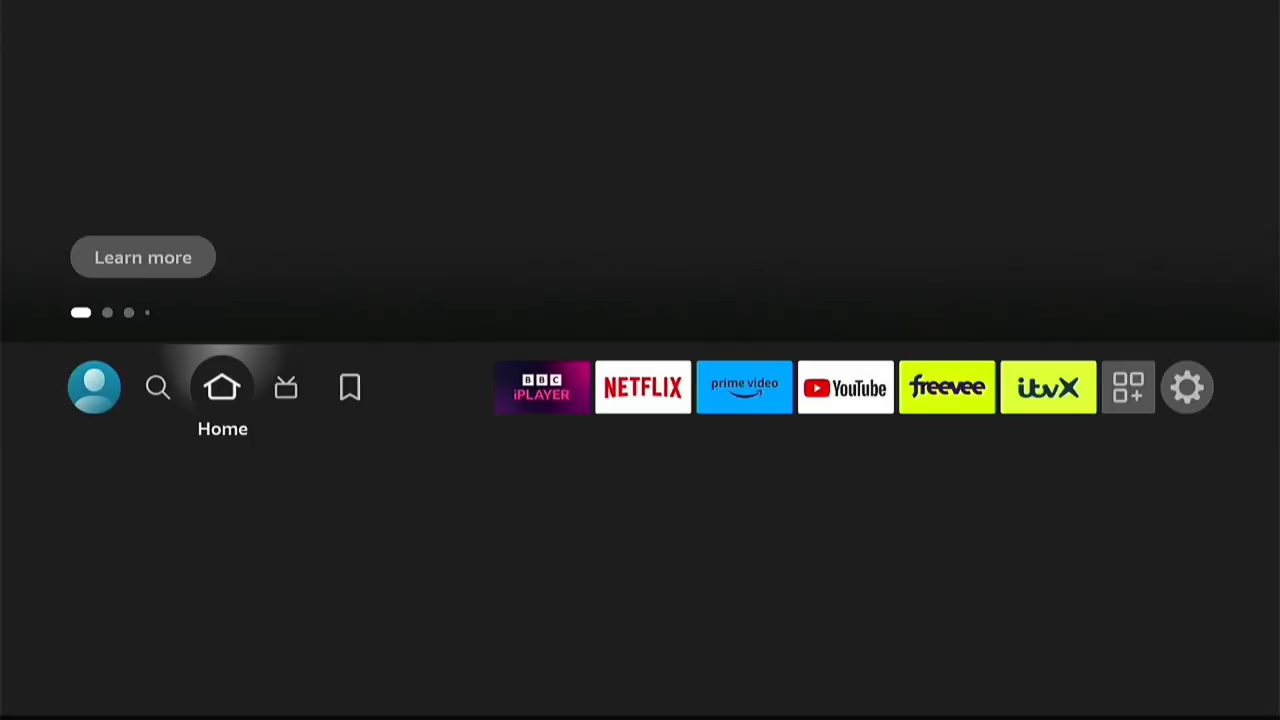 Learn more
BBC
iPLAYER
NETFLIX
prime video
YouTube
freevee
itvX
Home